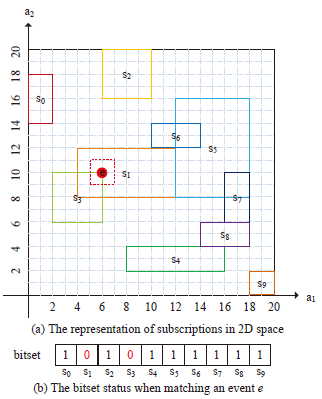 a2
20
18
16
14
12
10
8
6
4
2
s0
s2
s6
s5
e
s1
s3
s7
s8
s4
s9
2 4 6 8 10 12 14 16 18 20 a1
(a) The representation of subscriptions in 2D space
bitset 1 0 1 0 1 1 1 1 1 1
s0 s1 s2 s3 s4 s5 s6 s7 s8 s9
(b) The bitset status when matching an event e